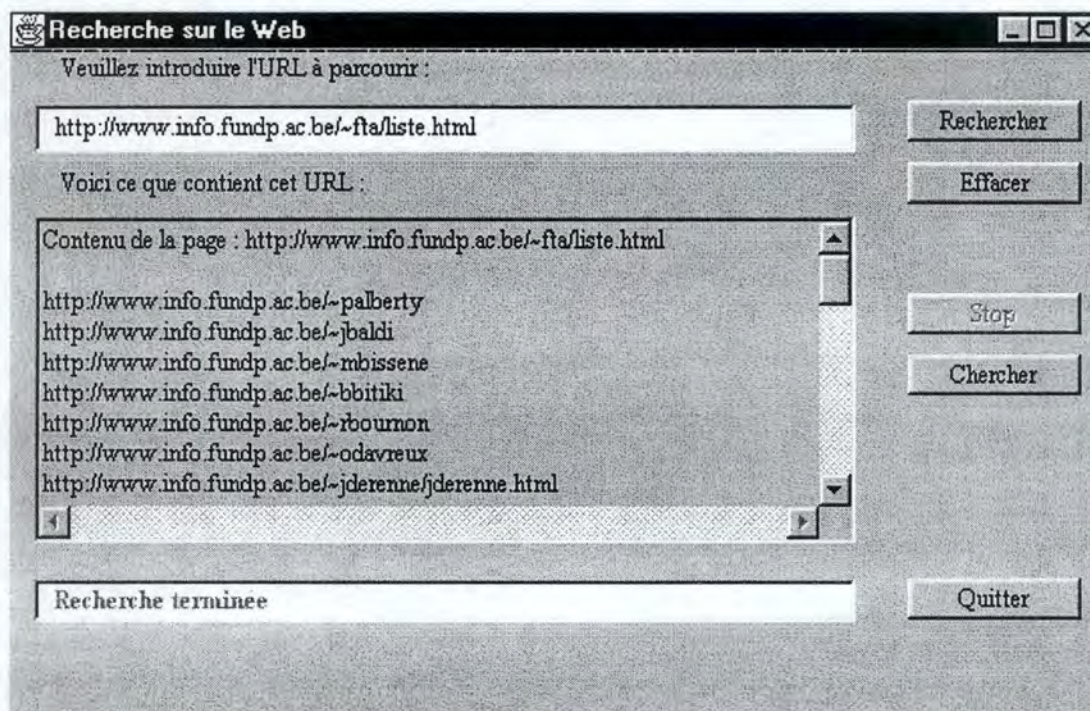 Recherche sur le Web
Veuillez introduire l'URL à parcourir :
http://www.info.fundp.ac.be/~fta/liste.html
Rechercher
Voici ce que contient cet URL :
Effacer
Contenu de la page : http://www.info.fundp.ac.be/~fta/liste.html
http://www.info.fundp.ac.be/~palberty
http://www.info.fundp.ac.be/~jbaldi
http://www.info.fundp.ac.be/~mbissene
http://www.info.fundp.ac.be/~bbitiki
http://www.info.fundp.ac.be/~rbournon
http://www.info.fundp.ac.be/~odavreux
http://www.info.fundp.ac.be/~jderenne/jderenne.html
Stop
Chercher
Recherche terminée
Quitter